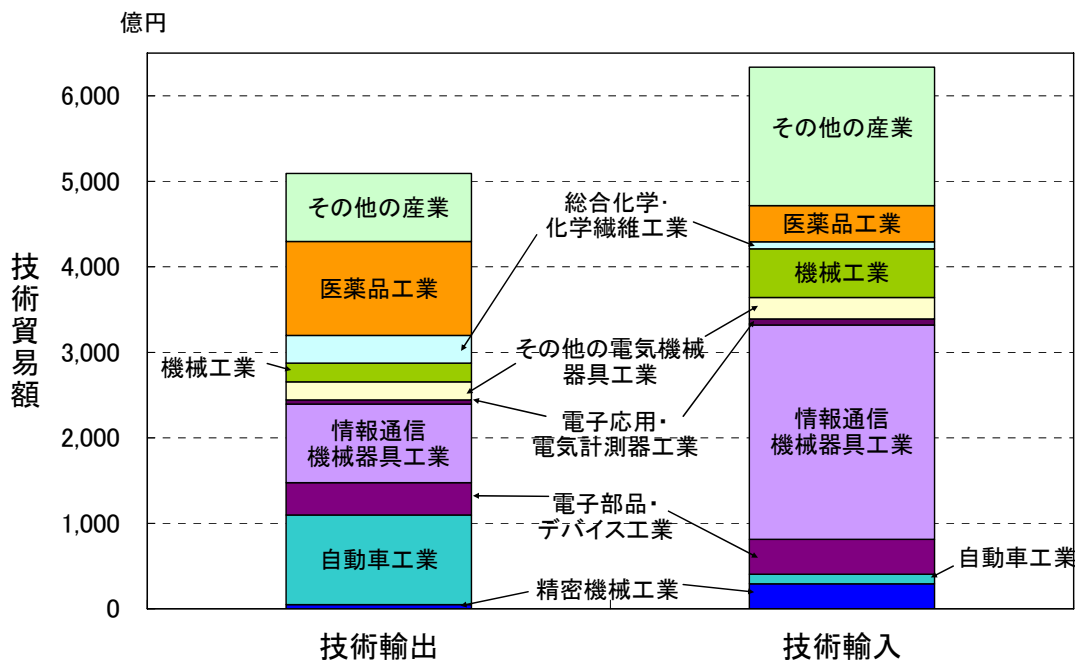 億円
6,000
5,000
4,000
3,000
2,000
1,000
0
技術貿易額
その他の産業
医薬品工業
機械工業
情報通信
機械器具工業
自動車工業
総合化学・
化学繊維工業
その他の電気機械
器具工業
電子応用・
電気計測器工業
電子部品・
デバイス工業
精密機械工業
その他の産業
医薬品工業
機械工業
情報通信
機械器具工業
自動車工業
技術輸出
技術輸入